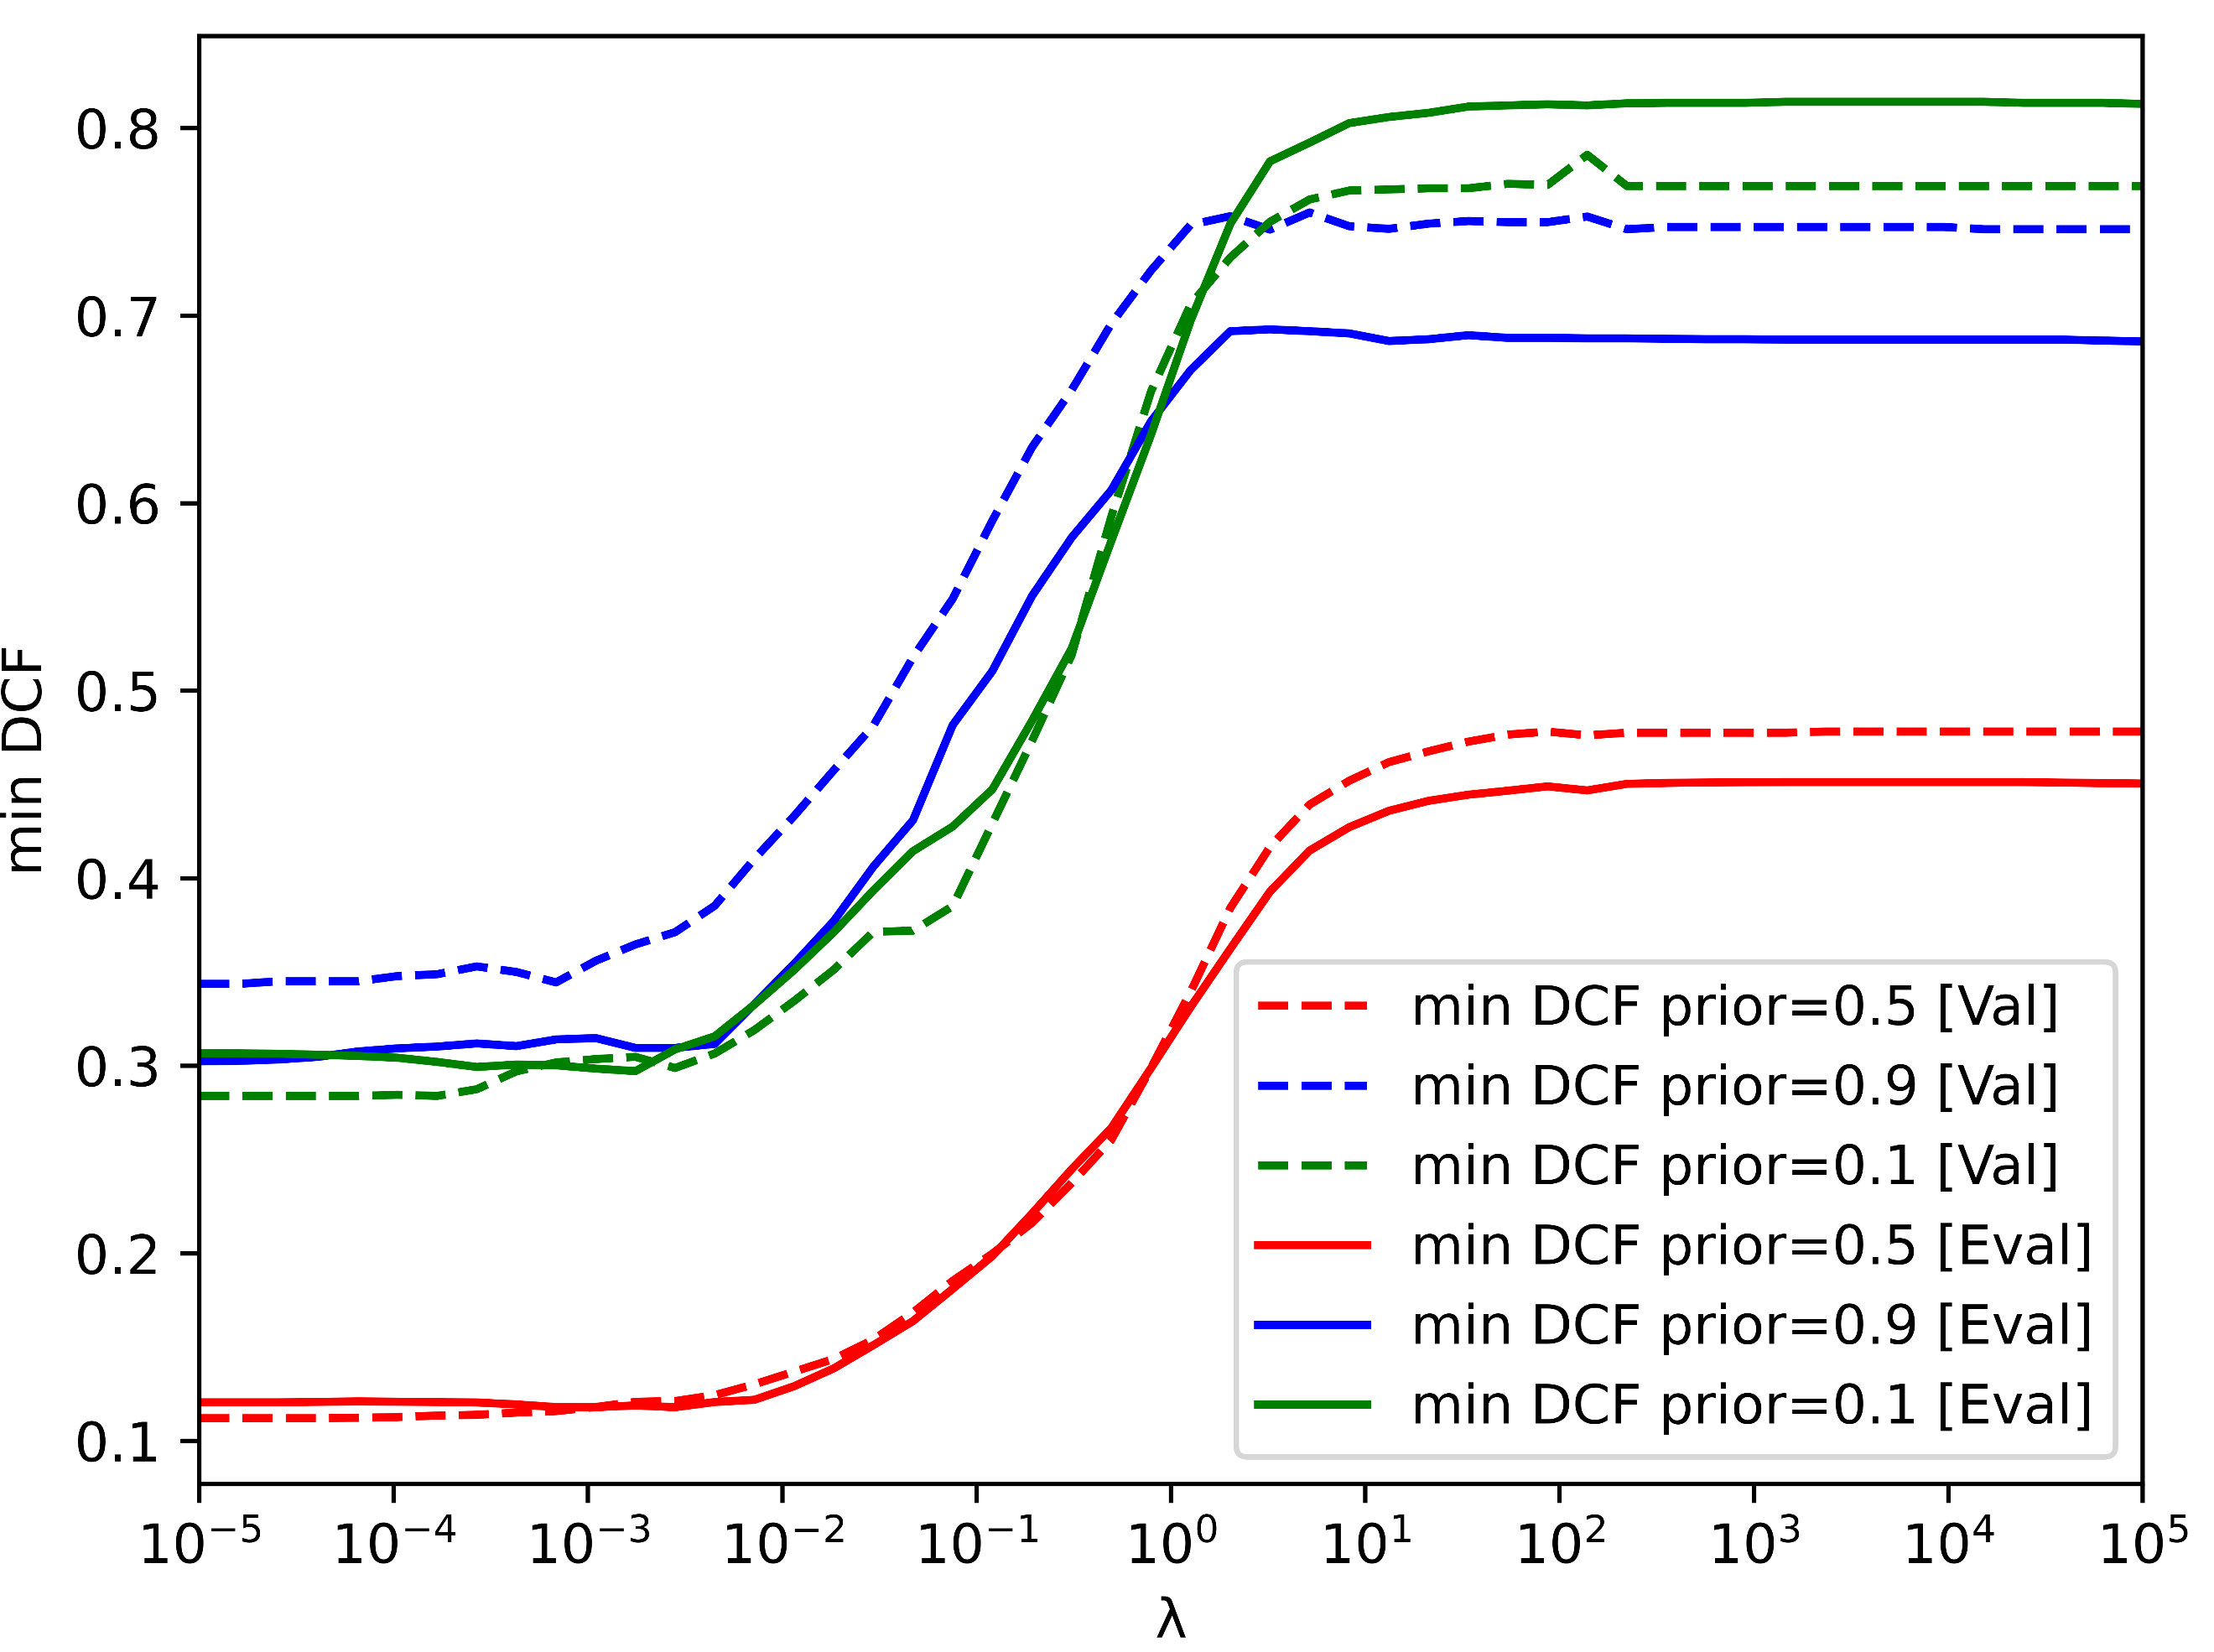 min DCF
0.8
0.7
0.6
0.5
0.4
0.3
0.2
0.1
min DCF prior=0.5 [Val]
min DCF prior=0.9 [Val]
min DCF prior=0.1 [Val]
min DCF prior=0.5 [Eval]
min DCF prior=0.9 [Eval]
min DCF prior=0.1 [Eval]
10⁻⁵ 10⁻⁴ 10⁻³ 10⁻² 10⁻¹ 10⁰ 10¹ 10² 10³ 10⁴ 10⁵
λ